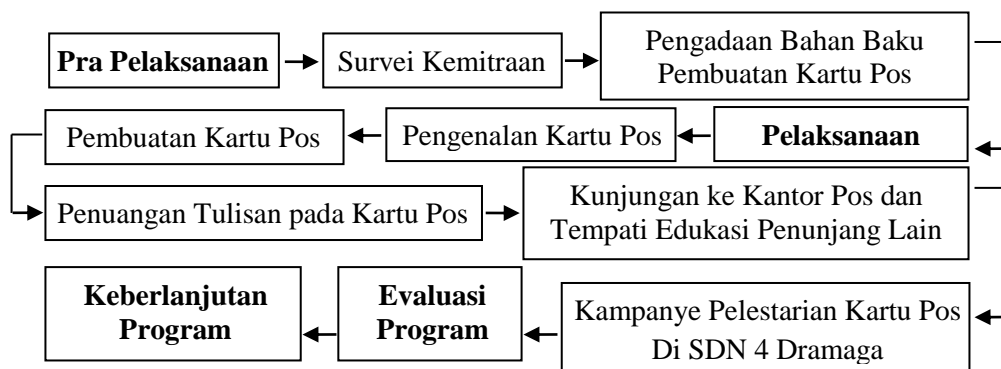 Pra Pelaksanaan
Survei Kemitraan
Pengadaan Bahan Baku
Pembuatan Kartu Pos
Pelaksanaan
Pengenalan Kartu Pos
Pembuatan Kartu Pos
Penuangan Tulisan pada Kartu Pos
Kunjungan ke Kantor Pos dan
Tempati Edukasi Penunjang Lain
Kampanye Pelestarian Kartu Pos
Di SDN 4 Dramaga
Evaluasi
Program
Keberlanjutan
Program